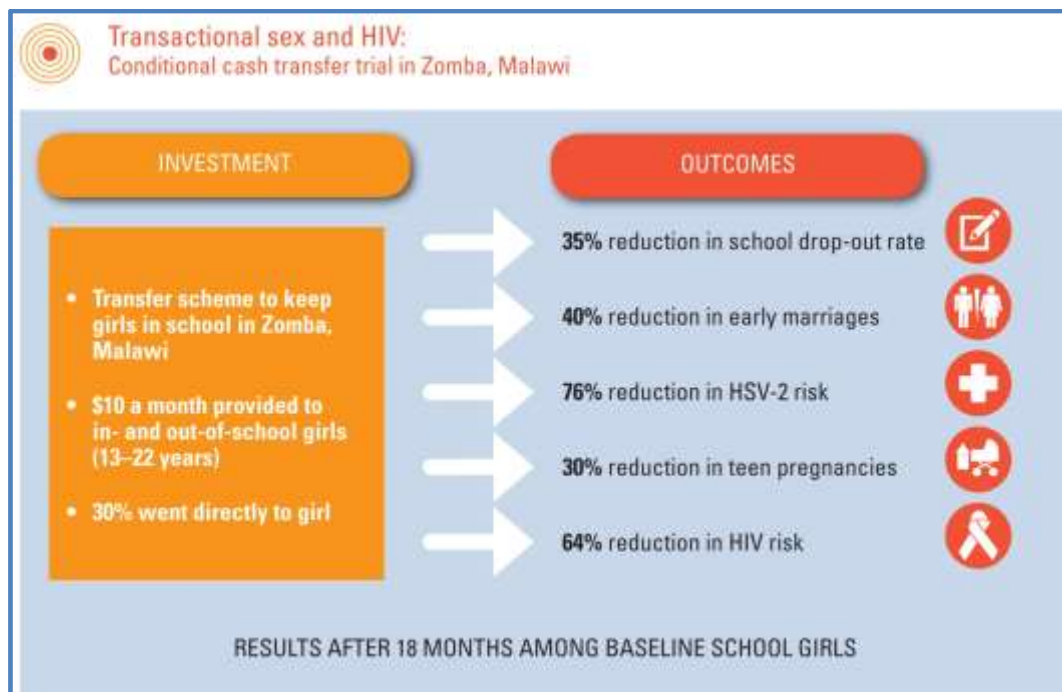 Transactional sex and HIV:
Conditional cash transfer trial in Zomba, Malawi
INVESTMENT
• Transfer scheme to keep
girls in school in Zomba,
Malawi
• $10 a month provided to
in- and out-of-school girls
(13–22 years)
• 30% went directly to girl
OUTCOMES
35% reduction in school drop-out rate
40% reduction in early marriages
76% reduction in HSV-2 risk
30% reduction in teen pregnancies
64% reduction in HIV risk
RESULTS AFTER 18 MONTHS AMONG BASELINE SCHOOL GIRLS